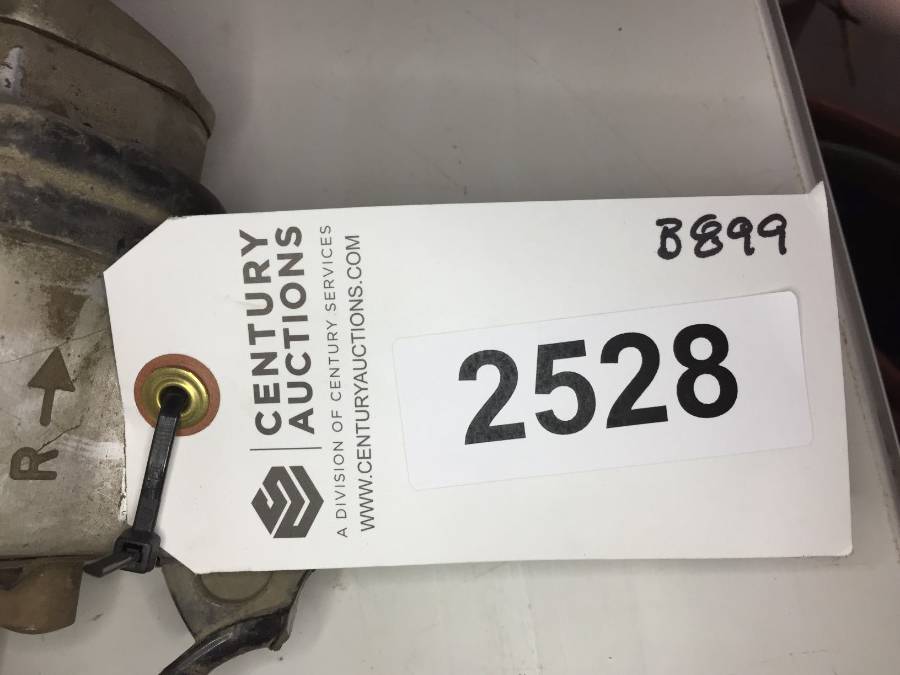 B899
2528
CENTURY
AUCTIONS
A DIVISION OF CENTURY SERVICES
WWW.CENTURYAUCTIONS.COM
R